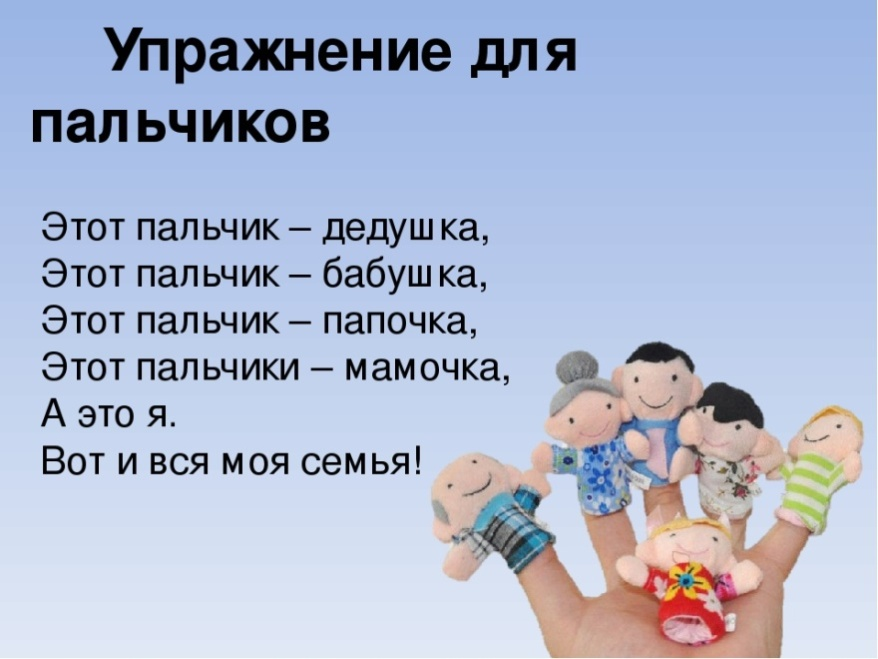 Упражнение для
пальчиков
Этот пальчик – дедушка,
Этот пальчик – бабушка,
Этот пальчик – папочка,
Этот пальчики – мамочка,
А это я.
Вот и вся моя семья!